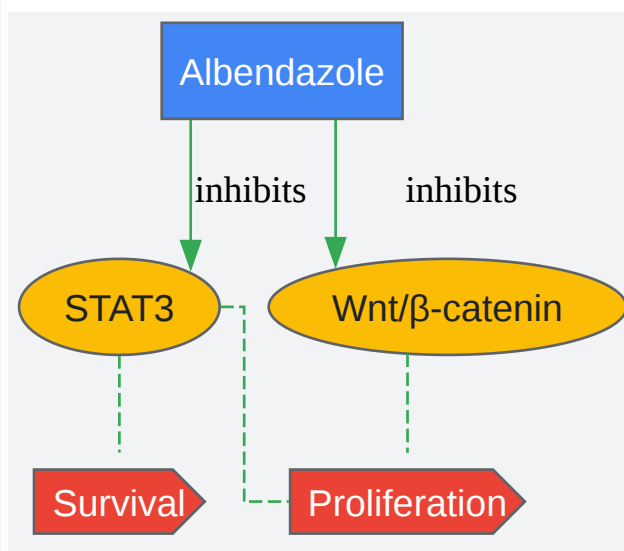 Albendazole
inhibits
inhibits
STAT3
Wnt/β-catenin
Survival
Proliferation